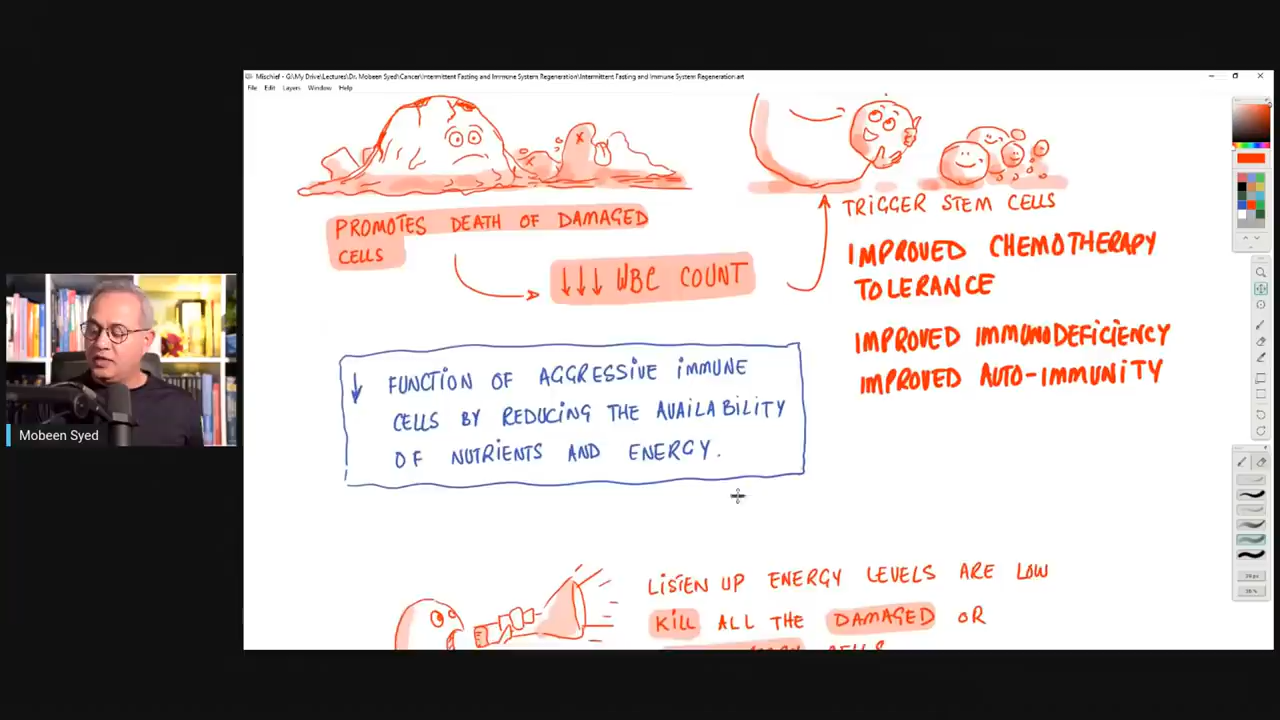 Mischief - G:\My Drive\Lectures\Dr. Mobeen Syed\Cancer\Intermittent Fasting and Immune System Regeneration\Intermittent Fasting and Immune System Regeneration.art
File Edit Layers Window Help
PROMOTES DEATH OF DAMAGED
CELLS
↓↓↓ WBC COUNT
TRIGGER STEM CELLS
IMPROVED CHEMOTHERAPY
TOLERANCE
IMPROVED IMMUNODEFICIENCY
IMPROVED AUTO-IMMUNITY
↓ FUNCTION OF AGGRESSIVE IMMUNE
CELLS BY REDUCING THE AVAILABILITY
OF NUTRIENTS AND ENERGY.
Mobeen Syed
LISTEN UP ENERGY LEVELS ARE LOW
KILL ALL THE DAMAGED OR
CELLS